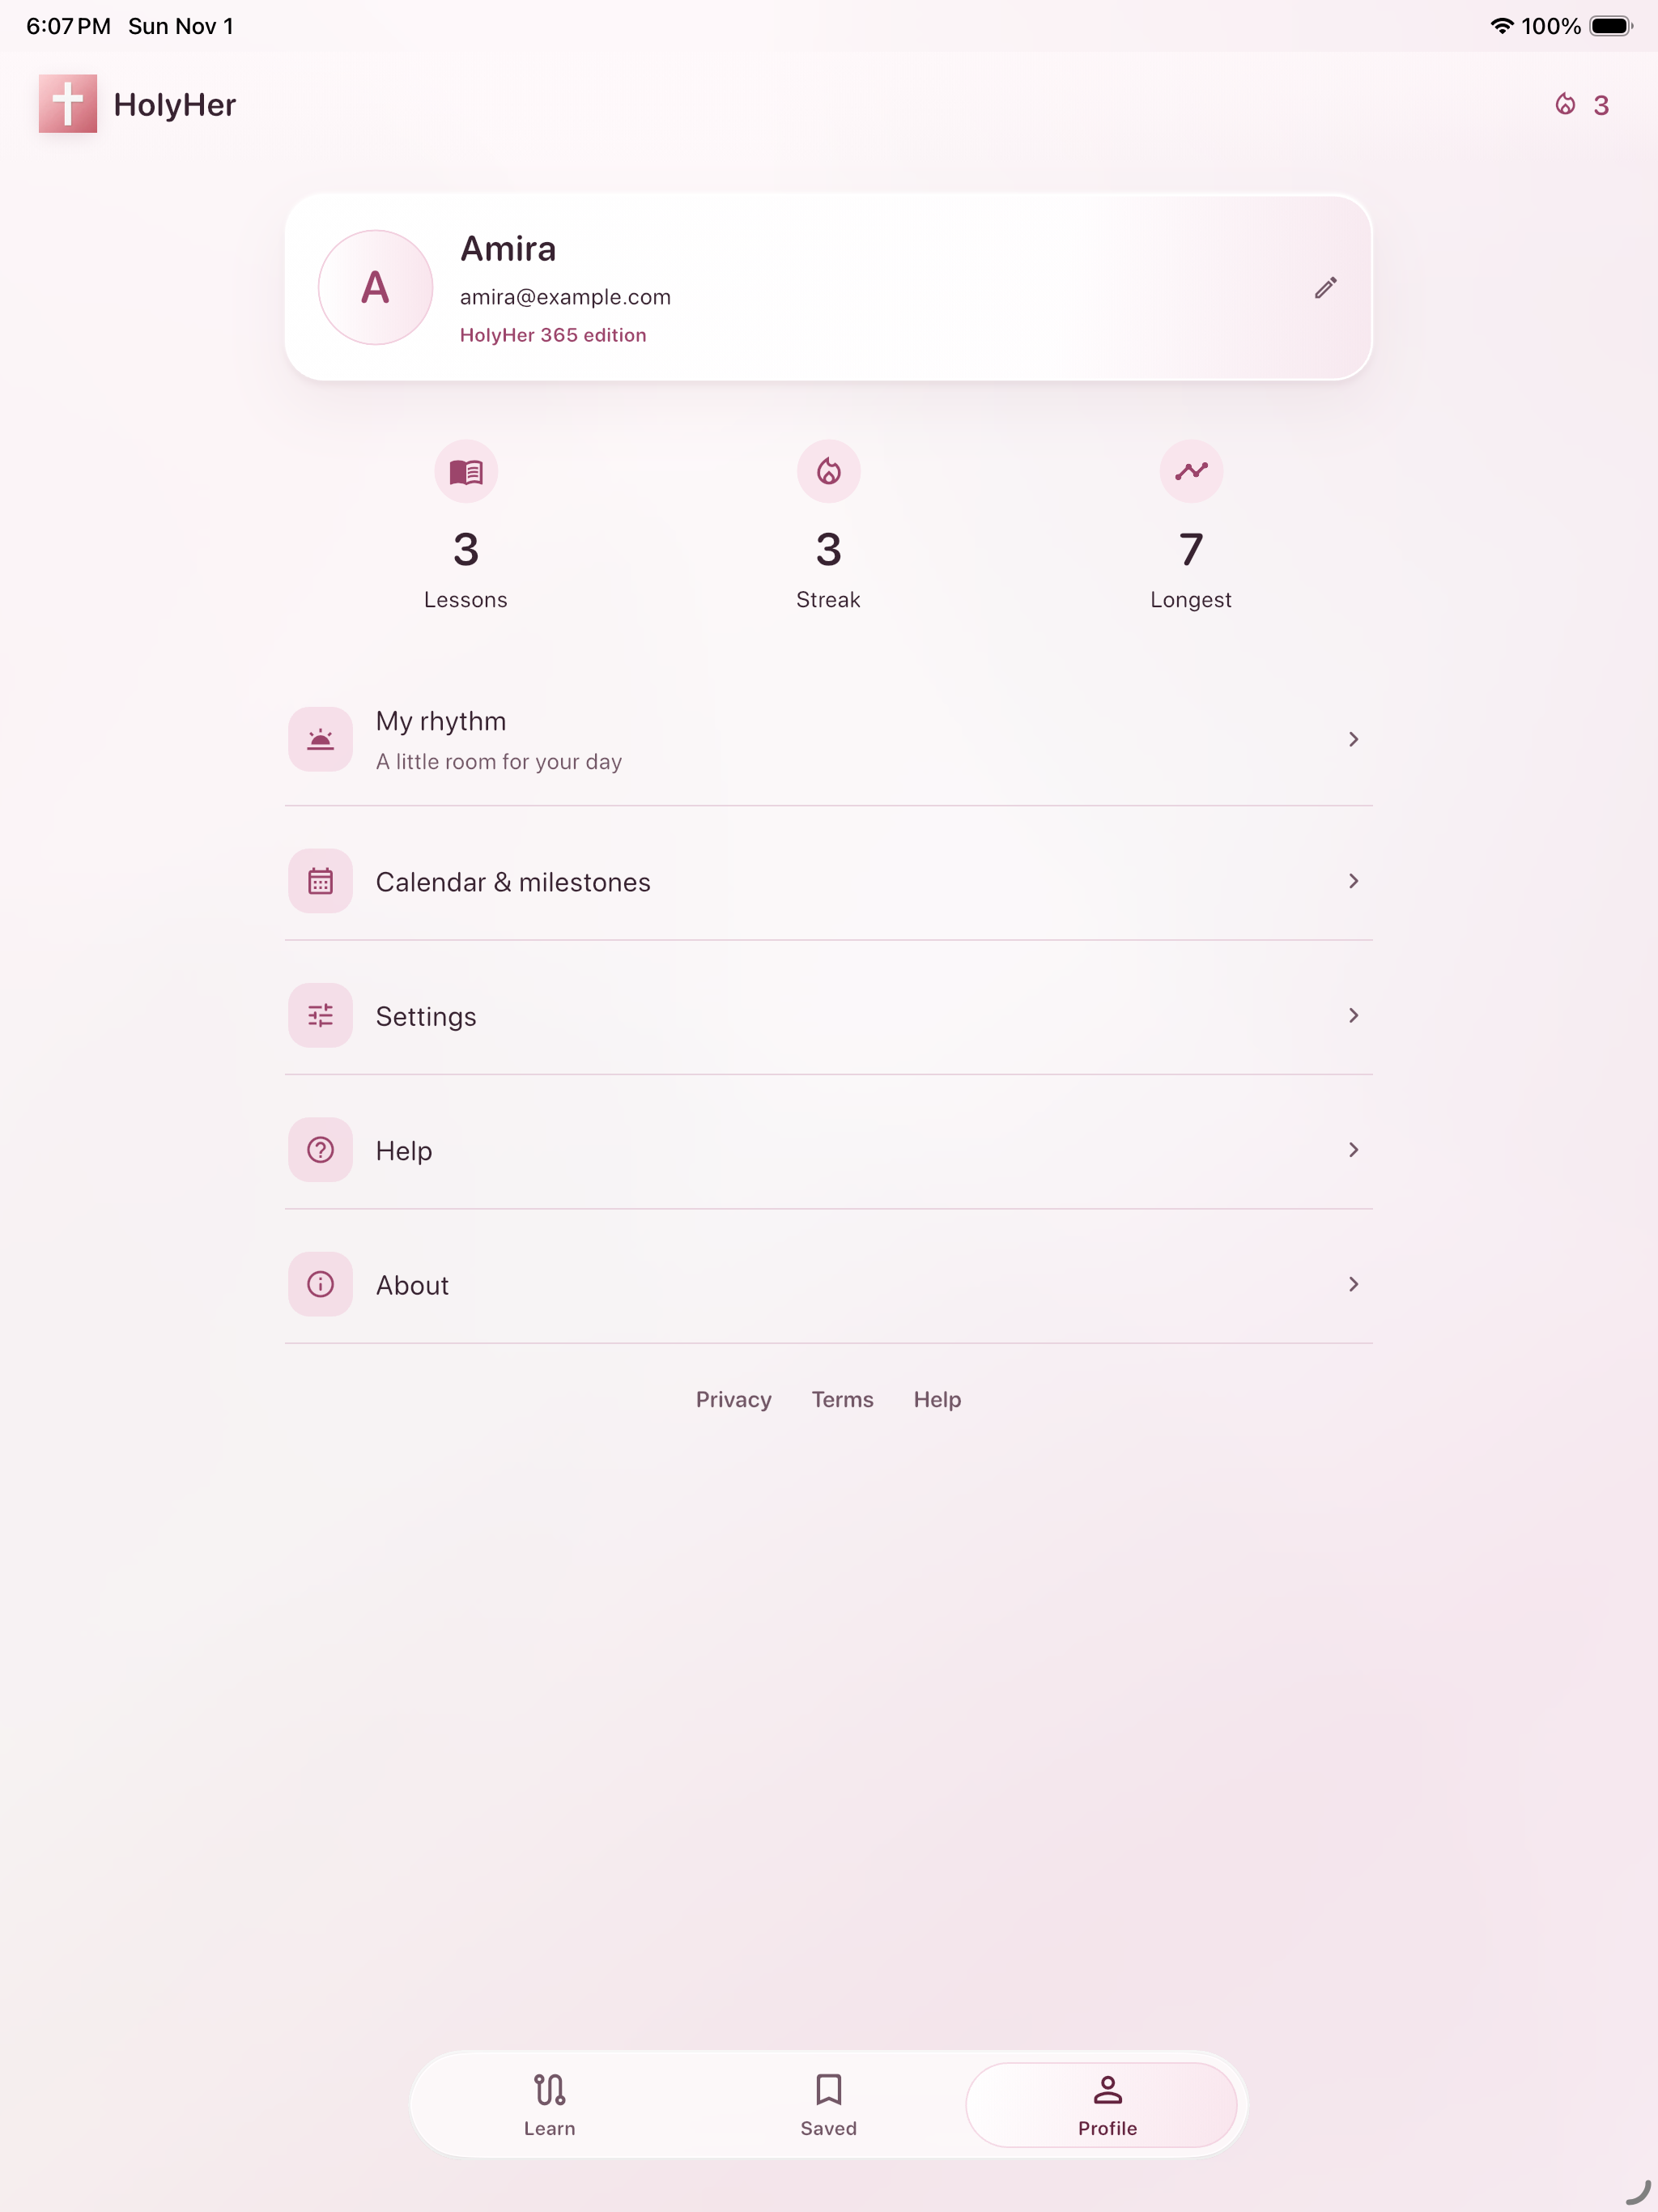 6:07 PM Sun Nov 1
100%
HolyHer
3
A
Amira
amira@example.com
HolyHer 365 edition
3
Lessons
3
Streak
7
Longest
My rhythm
A little room for your day
Calendar & milestones
Settings
Help
About
Privacy Terms Help
Learn
Saved
Profile